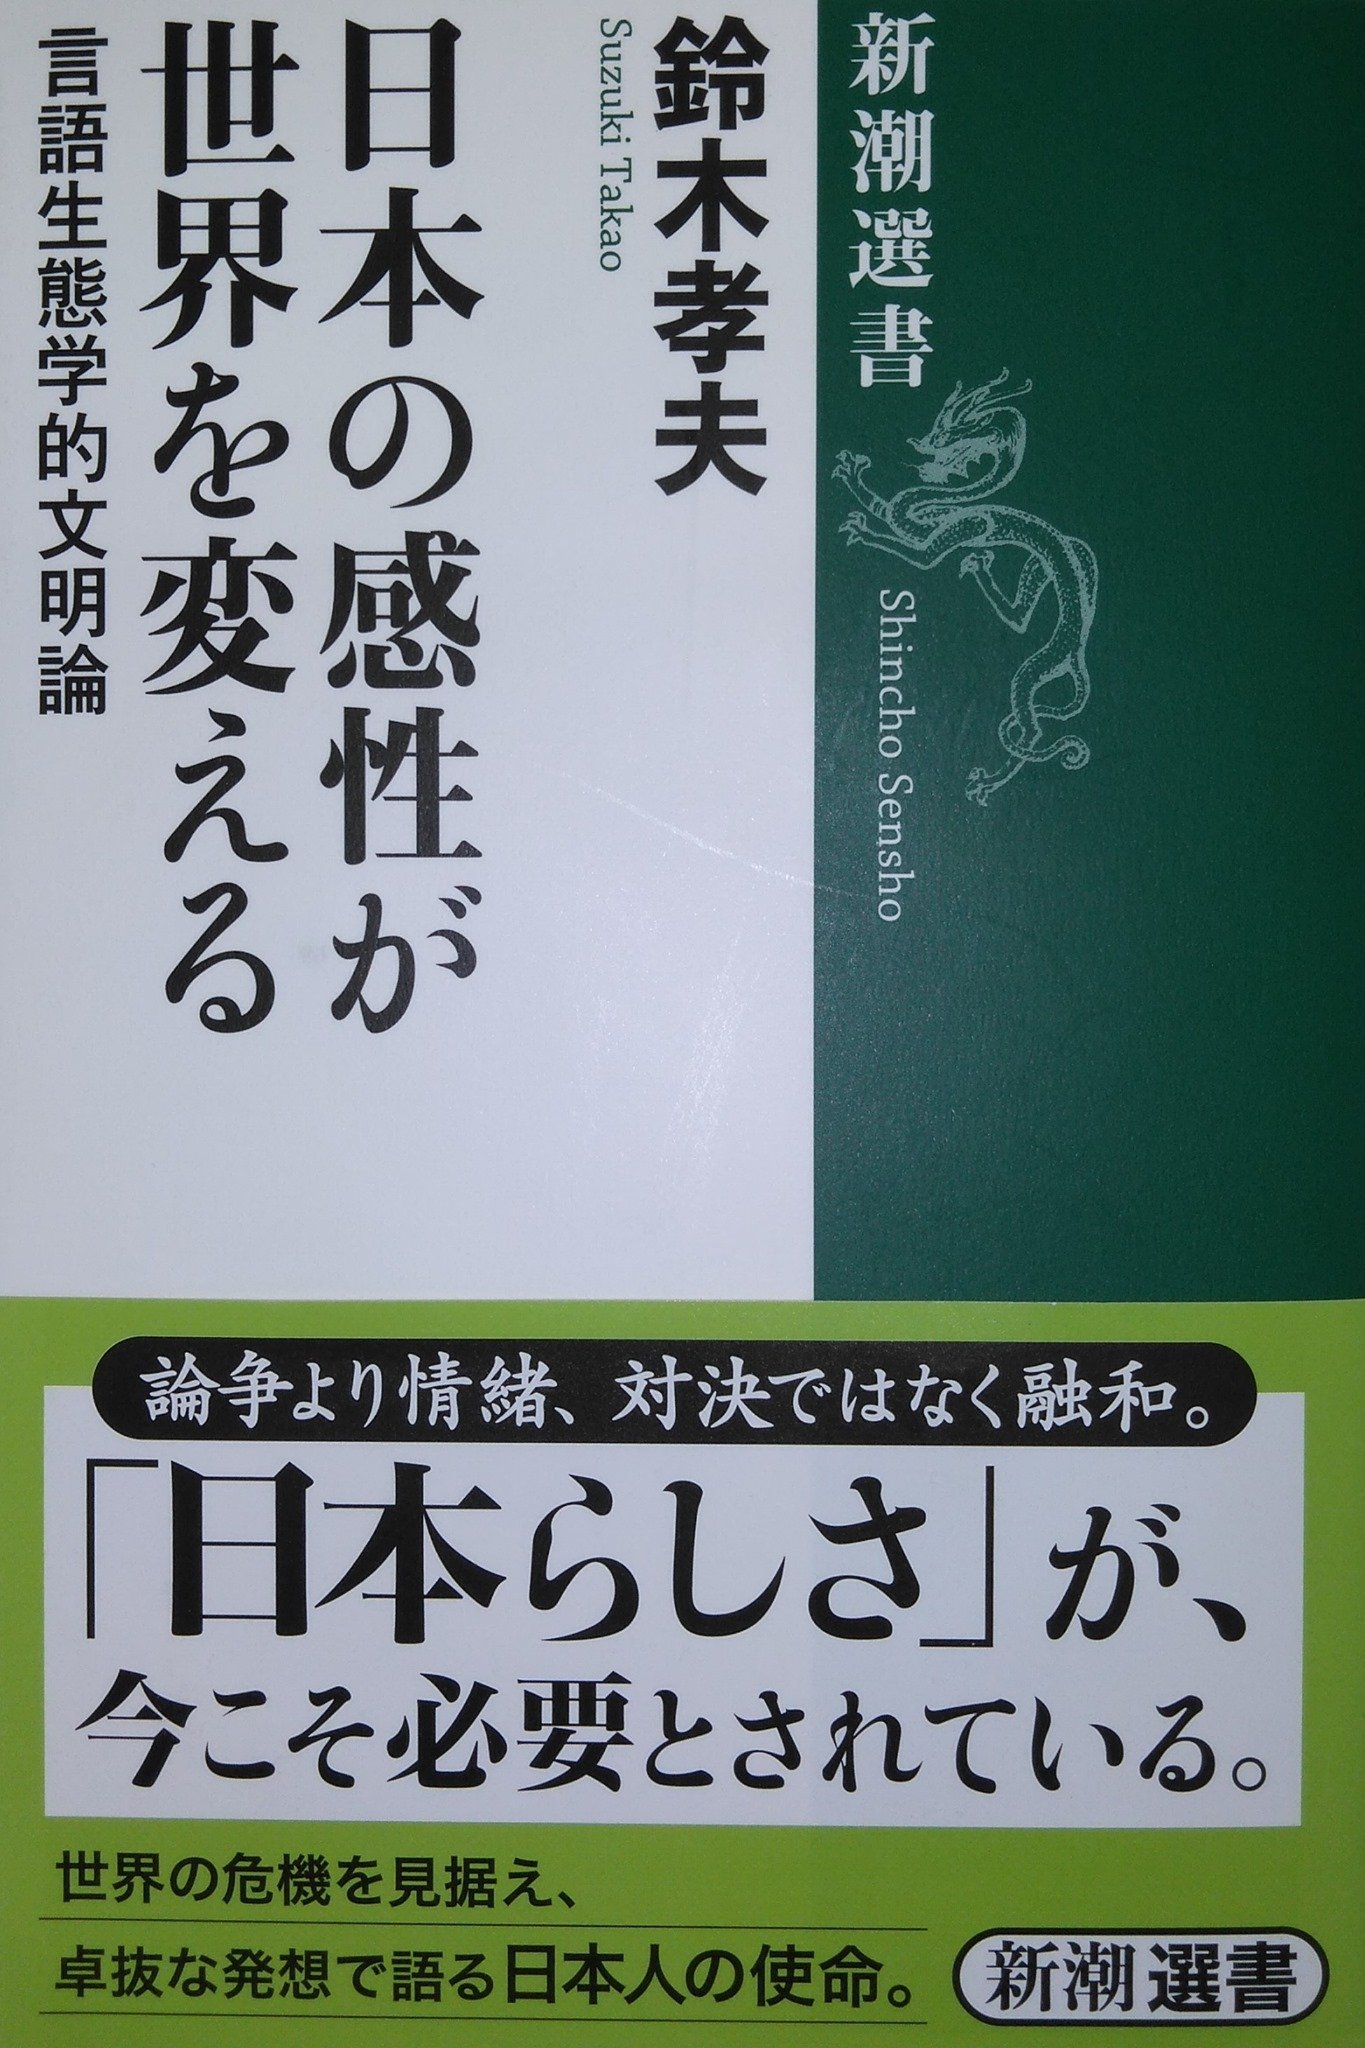 新潮選書
Shincho Sensho
鈴木孝夫
Suzuki Takao
日本の感性が
世界を変える
言語生態学的文明論
論争より情緒、対決ではなく融和。
「日本らしさ」が、
今こそ必要とされている。
世界の危機を見据え、
卓抜な発想で語る日本人の使命。
新潮選書